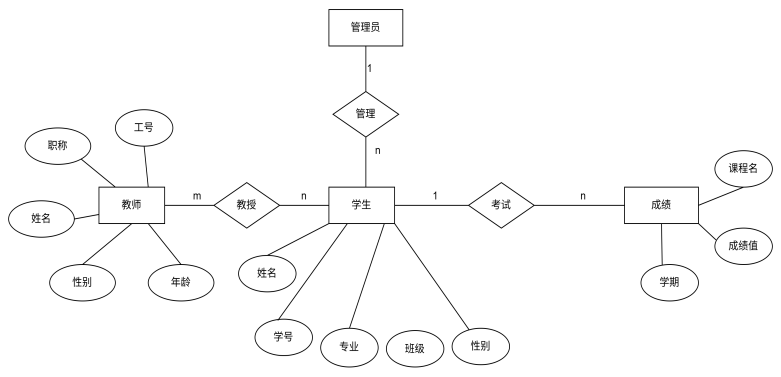 管理员
1
管理
n
工号
职称
课程名
教师
m
教授
n
学生
1
考试
n
成绩
姓名
成绩值
性别
年龄
姓名
学期
学号
专业
班级
性别